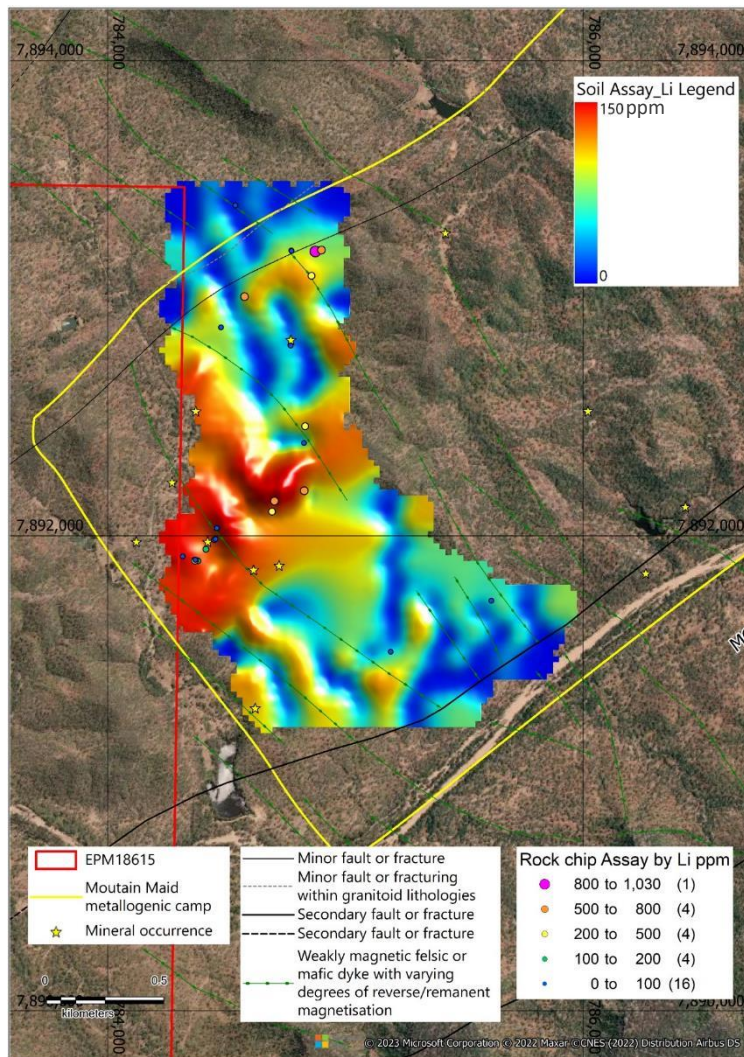 784,000
786,000
7,894,000
7,894,000
Soil Assay_Li Legend
150 ppm
0
7,892,000
7,892,000
EPM18615
Moutain Maid
metallogenic camp
Mineral occurrence
0
0.5
kilometers
Minor fault or fracture
Minor fault or fracturing
within granitoid lithologies
Secondary fault or fracture
Secondary fault or fracture
Weakly magnetic felsic or
mafic dyke with varying
degrees of reverse/remanent
magnetisation
Rock chip Assay by Li ppm
800 to 1,030 (1)
500 to 800 (4)
200 to 500 (4)
100 to 200 (4)
0 to 100 (16)
784,000
© 2023 Microsoft Corporation © 2022 Maxar ©CNES (2022) Distribution Airbus DS